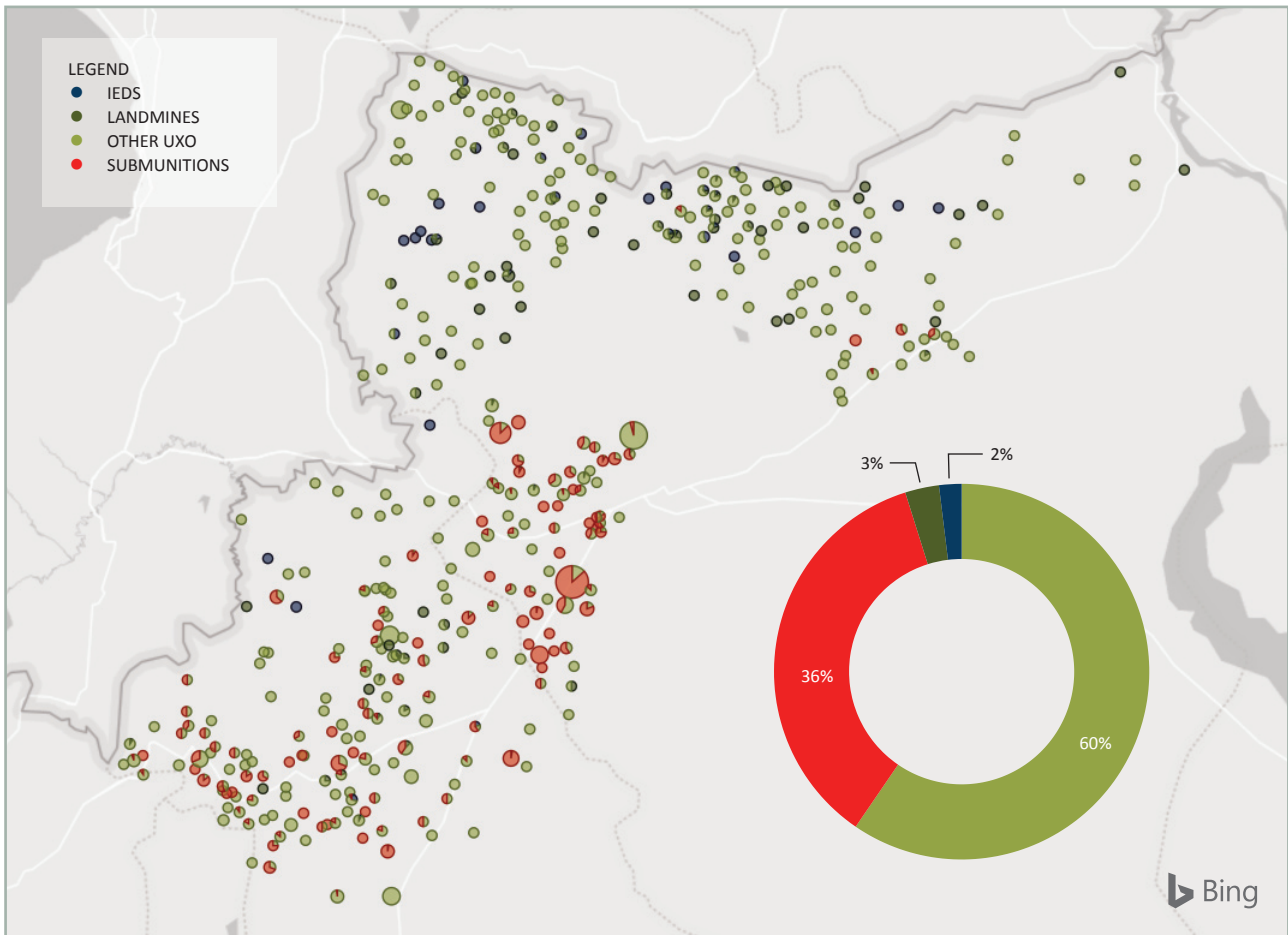 LEGEND
IEDS
LANDMINES
OTHER UXO
SUBMUNITIONS
3%
2%
36%
60%
Bing